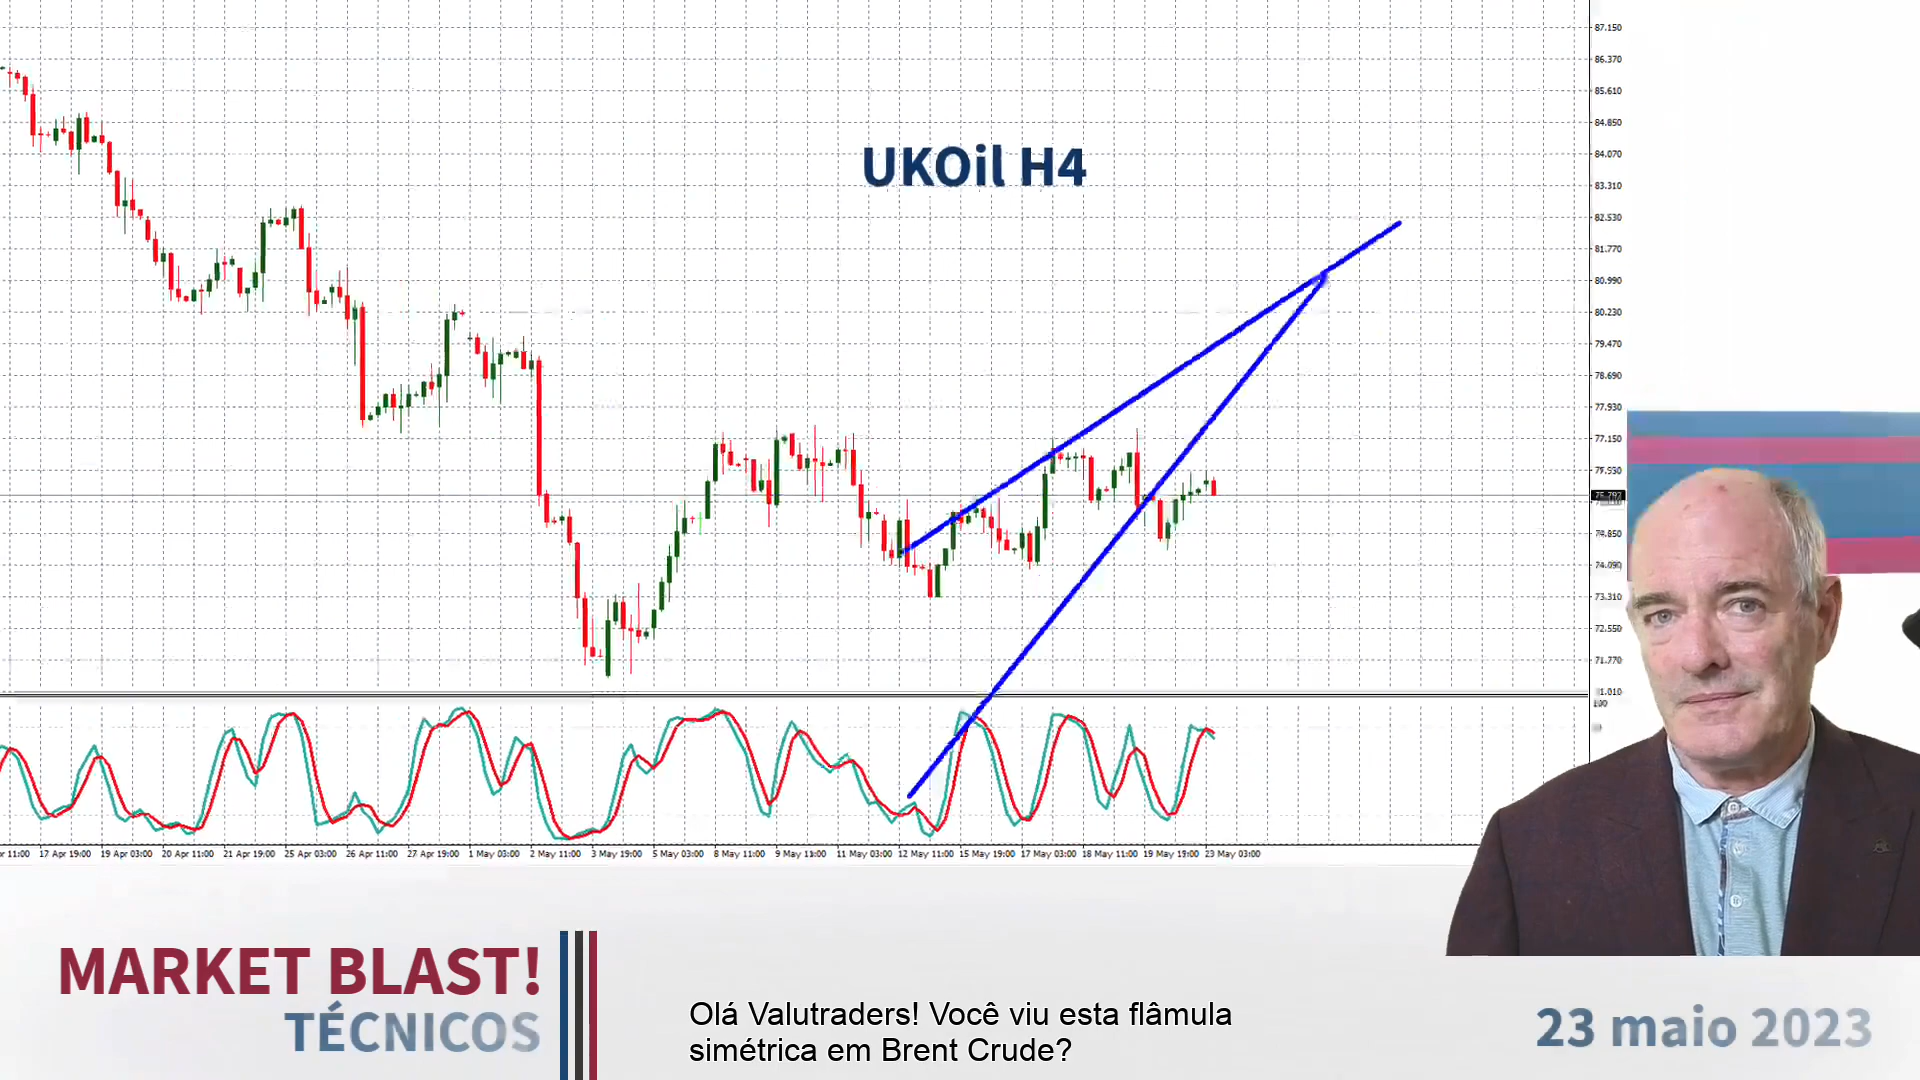 87.150
86.370
85.610
84.850
84.070
83.310
82.530
81.770
80.990
80.230
79.470
78.690
77.930
77.150
75.797
74.850
74.090
73.310
72.550
71.770
UKOil H4
17 Apr 19:00 19 Apr 03:00 20 Apr 11:00 21 Apr 19:00 25 Apr 03:00 26 Apr 11:00 27 Apr 19:00 1 May 03:00 2 May 11:00 3 May 19:00 5 May 03:00 8 May 11:00 9 May 11:00 11 May 03:00 12 May 11:00 15 May 19:00 17 May 03:00 18 May 11:00 19 May 19:00 23 May 03:00
MARKET BLAST!
TÉCNICOS
Olá Valutraders! Você viu esta flâmula
simétrica em Brent Crude?
23 maio 2023